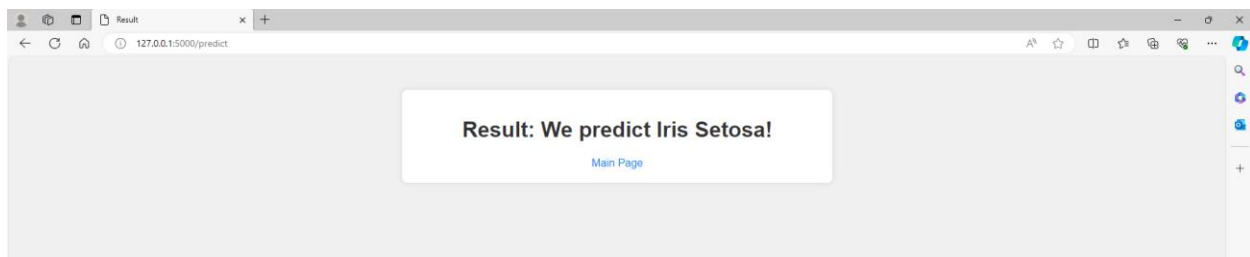 Result
127.0.0.1:5000/predict
Result: We predict Iris Setosa!
Main Page